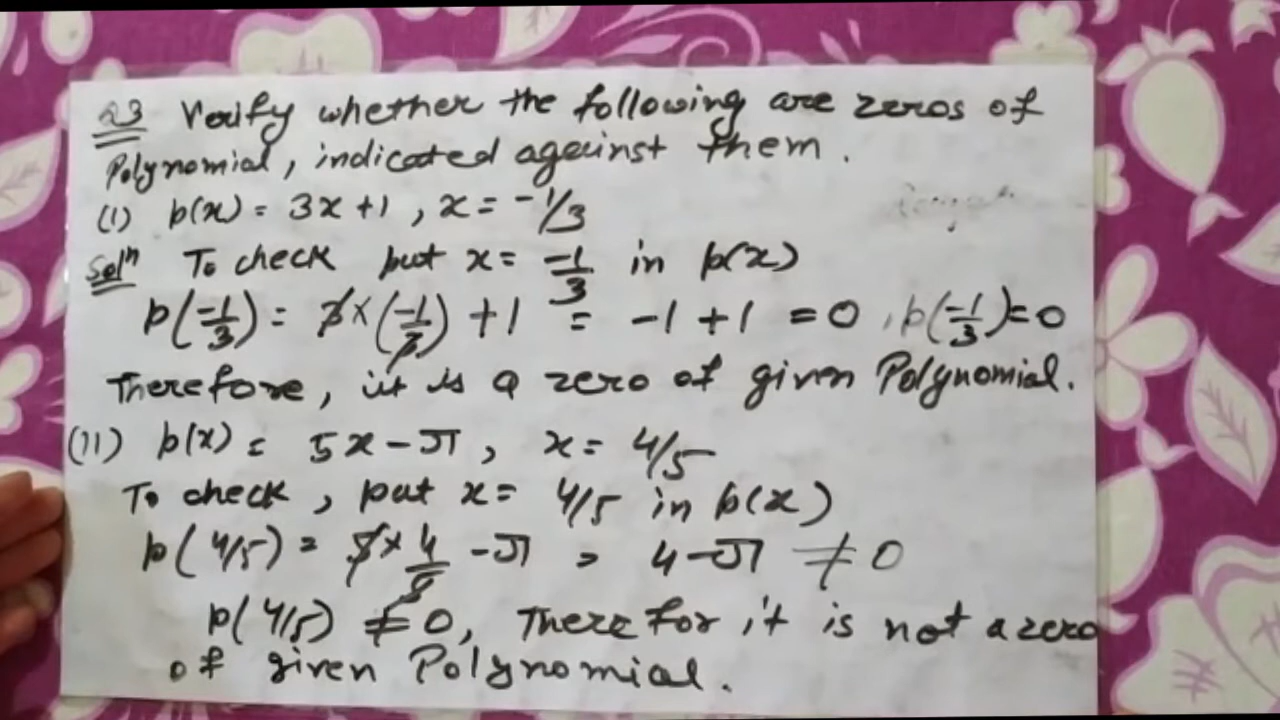 Q3 Verify whether the following are zeros of
Polynomial, indicated against them.
(i) p(x) = 3x+1, x = -1/3
Solⁿ To check put x = -1/3 in p(x)
p(-1/3) = 3×(-1/3) +1 = -1+1 = 0, p(-1/3)=0
Therefore, it is a zero of given Polynomial.
(ii) p(x) = 5x-π, x = 4/5
To check, put x = 4/5 in p(x)
p(4/5) = 5×4/5 -π = 4-π ≠ 0
p(4/5) ≠ 0, There for it is not a zero
of given Polynomial.